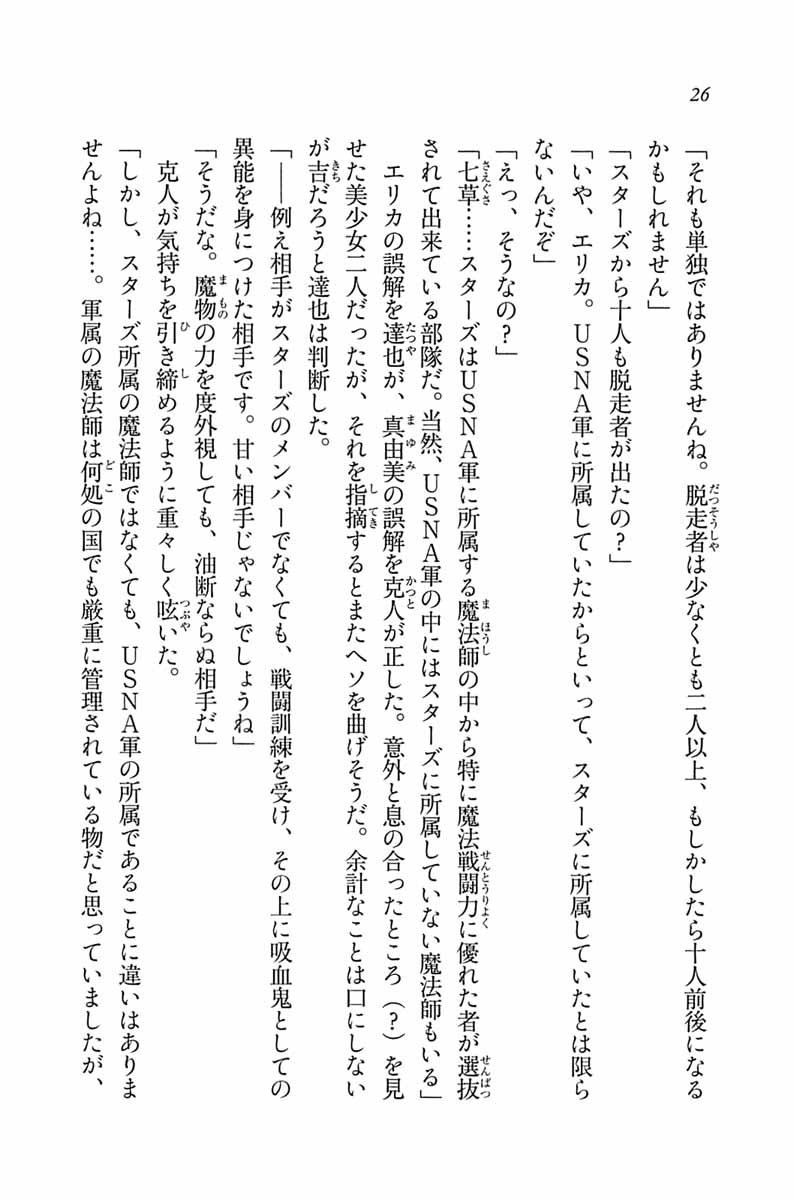 26
「それも単独ではありませんね。脱走者は少なくとも二人以上、もしかしたら十人前後になる
かもしれません」
「スターズから十人も脱走者が出たの？」
「いや、エリカ。ＵＳＮＡ軍に所属していたからといって、スターズに所属していたとは限ら
ないんだぞ」
「えっ、そうなの？」
「七草……スターズはＵＳＮＡ軍に所属する魔法師の中から特に魔法戦闘力に優れた者が選抜
されて出来ている部隊だ。当然、ＵＳＮＡ軍の中にはスターズに所属していない魔法師もいる」
エリカの誤解を達也が、真由美の誤解を克人が正した。意外と息の合ったところ（？）を見
せた美少女二人だったが、それを指摘するとまたヘソを曲げそうだ。余計なことは口にしない
が吉だろうと達也は判断した。
「――例え相手がスターズのメンバーでなくても、戦闘訓練を受け、その上に吸血鬼としての
異能を身につけた相手です。甘い相手じゃないでしょうね」
「そうだな。魔物の力を度外視しても、油断ならぬ相手だ」
克人が気持ちを引き締めるように重々しく呟いた。
「しかし、スターズ所属の魔法師ではなくても、ＵＳＮＡ軍の所属であることに違いはありま
せんよね……。軍属の魔法師は何処の国でも厳重に管理されている物だと思っていましたが、